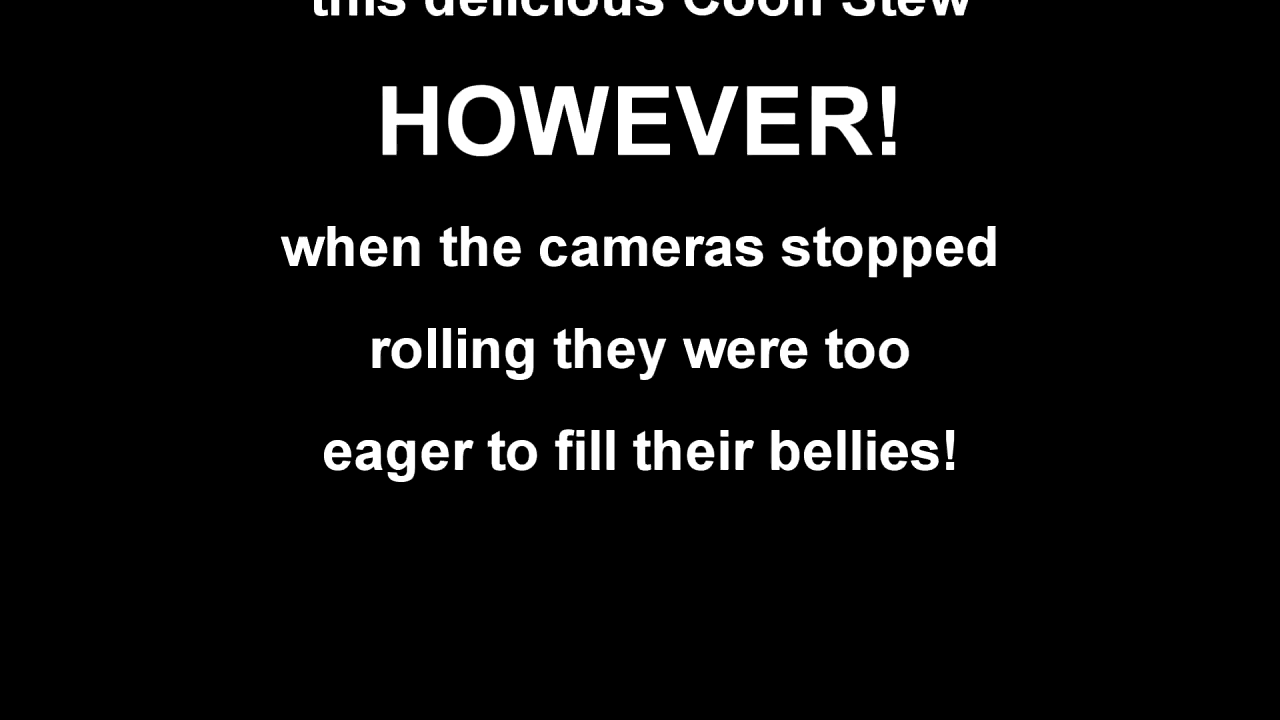 this delicious Coon Stew
HOWEVER!
when the cameras stopped
rolling they were too
eager to fill their bellies!